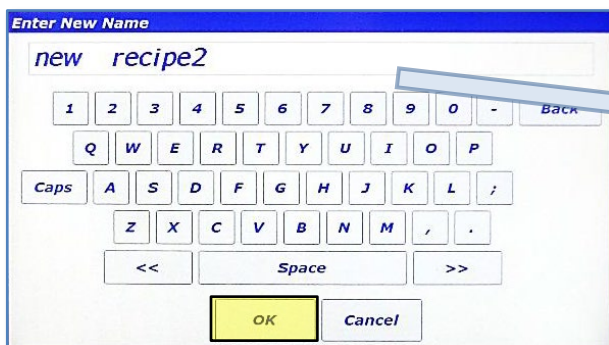 Enter New Name
new recipe2
1 2 3 4 5 6 7 8 9 0 - Back
Q W E R T Y U I O P
Caps A S D F G H J K L ;
Z X C V B N M , .
<< Space >>
OK Cancel